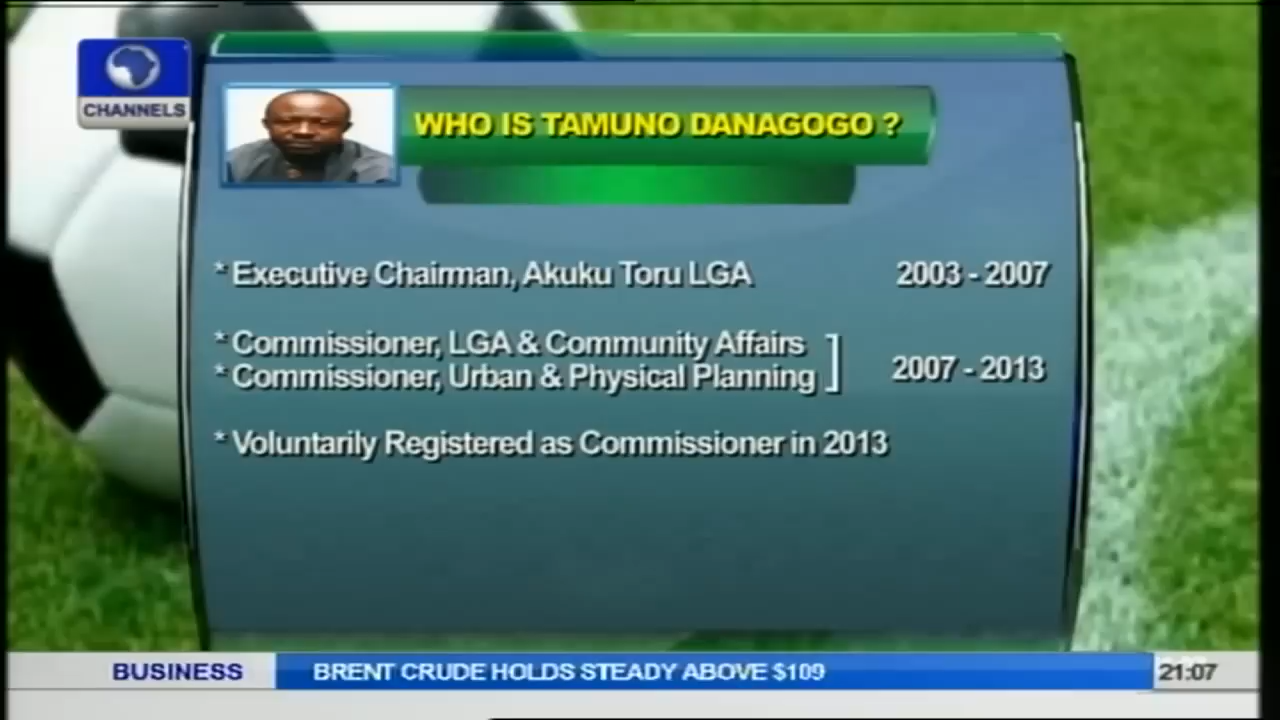 CHANNELS
WHO IS TAMUNO DANAGOGO ?
* Executive Chairman, Akuku Toru LGA 2003 - 2007
* Commissioner, LGA & Community Affairs
* Commissioner, Urban & Physical Planning ] 2007 - 2013
* Voluntarily Registered as Commissioner in 2013
BUSINESS BRENT CRUDE HOLDS STEADY ABOVE $109 21:07